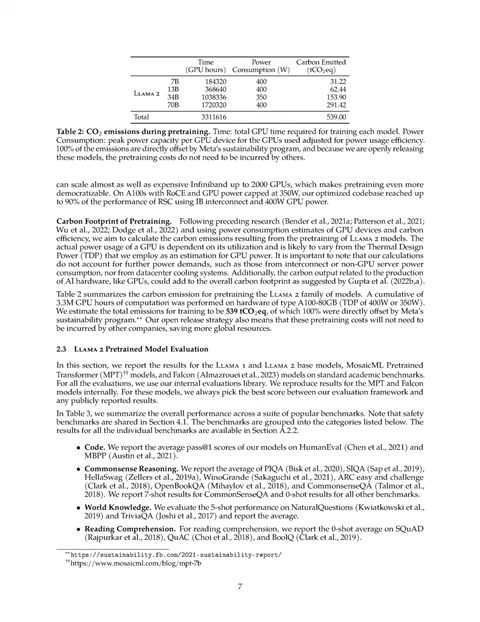 Time Power Carbon Emitted
(GPU hours) Consumption (W) (tCO2eq)
7B 184320 400 31.22
13B 368640 400 62.44
Llama 2
34B 1038336 350 153.90
70B 1720320 400 291.42
Total 3311616 539.00
Table 2: CO2 emissions during pretraining. Time: total GPU time required for training each model. Power
Consumption: peak power capacity per GPU device for the GPUs used adjusted for power usage efficiency.
100% of the emissions are directly offset by Meta's sustainability program, and because we are openly releasing
these models, the pretraining costs do not need to be incurred by others.
can scale almost as well as expensive Infiniband up to 2000 GPUs, which makes pretraining even more
democratizable. On A100s with RoCE and GPU power capped at 350W, our optimized codebase reached up
to 90% of the performance of RSC using IB interconnect and 400W GPU power.
Carbon Footprint of Pretraining. Following preceding research (Bender et al., 2021a; Patterson et al., 2021;
Wu et al., 2022; Dodge et al., 2022) and using power consumption estimates of GPU devices and carbon
efficiency, we aim to calculate the carbon emissions resulting from the pretraining of Llama 2 models. The
actual power usage of a GPU is dependent on its utilization and is likely to vary from the Thermal Design
Power (TDP) that we employ as an estimation for GPU power. It is important to note that our calculations
do not account for further power demands, such as those from interconnect or non-GPU server power
consumption, nor from datacenter cooling systems. Additionally, the carbon output related to the production
of AI hardware, like GPUs, could add to the overall carbon footprint as suggested by Gupta et al. (2022b,a).
Table 2 summarizes the carbon emission for pretraining the Llama 2 family of models. A cumulative of
3.3M GPU hours of computation was performed on hardware of type A100-80GB (TDP of 400W or 350W).
We estimate the total emissions for training to be 539 tCO2eq, of which 100% were directly offset by Meta's
sustainability program.** Our open release strategy also means that these pretraining costs will not need to
be incurred by other companies, saving more global resources.
2.3 Llama 2 Pretrained Model Evaluation
In this section, we report the results for the Llama 1 and Llama 2 base models, MosaicML Pretrained
Transformer (MPT)†† models, and Falcon (Almazrouei et al., 2023) models on standard academic benchmarks.
For all the evaluations, we use our internal evaluations library. We reproduce results for the MPT and Falcon
models internally. For these models, we always pick the best score between our evaluation framework and
any publicly reported results.
In Table 3, we summarize the overall performance across a suite of popular benchmarks. Note that safety
benchmarks are shared in Section 4.1. The benchmarks are grouped into the categories listed below. The
results for all the individual benchmarks are available in Section A.2.2.
• Code. We report the average pass@1 scores of our models on HumanEval (Chen et al., 2021) and
MBPP (Austin et al., 2021).
• Commonsense Reasoning. We report the average of PIQA (Bisk et al., 2020), SIQA (Sap et al., 2019),
HellaSwag (Zellers et al., 2019a), WinoGrande (Sakaguchi et al., 2021), ARC easy and challenge
(Clark et al., 2018), OpenBookQA (Mihaylov et al., 2018), and CommonsenseQA (Talmor et al.,
2018). We report 7-shot results for CommonSenseQA and 0-shot results for all other benchmarks.
• World Knowledge. We evaluate the 5-shot performance on NaturalQuestions (Kwiatkowski et al.,
2019) and TriviaQA (Joshi et al., 2017) and report the average.
• Reading Comprehension. For reading comprehension, we report the 0-shot average on SQuAD
(Rajpurkar et al., 2018), QuAC (Choi et al., 2018), and BoolQ (Clark et al., 2019).
**https://sustainability.fb.com/2021-sustainability-report/
††https://www.mosaicml.com/blog/mpt-7b
7